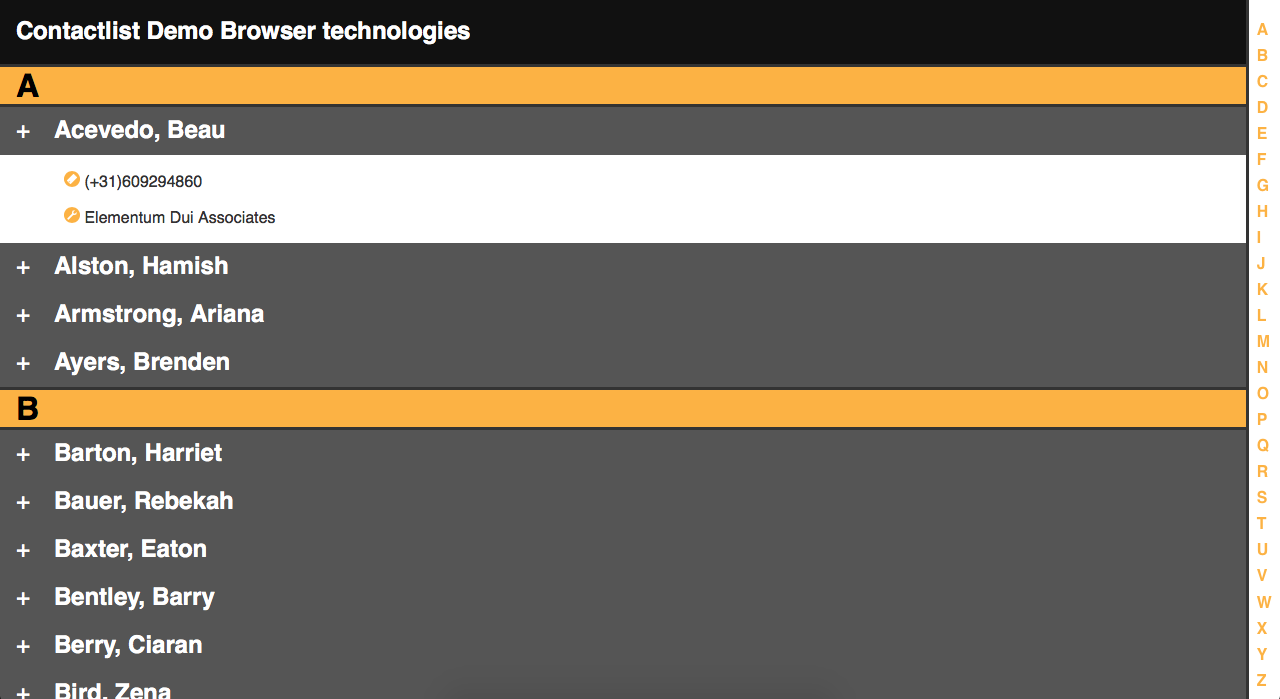 Contactlist Demo Browser technologies
A
+ Acevedo, Beau
(+31)609294860
Elementum Dui Associates
+ Alston, Hamish
+ Armstrong, Ariana
+ Ayers, Brenden
B
+ Barton, Harriet
+ Bauer, Rebekah
+ Baxter, Eaton
+ Bentley, Barry
+ Berry, Ciaran
+ Bird, Zena
A
B
C
D
E
F
G
H
I
J
K
L
M
N
O
P
Q
R
S
T
U
V
W
X
Y
Z